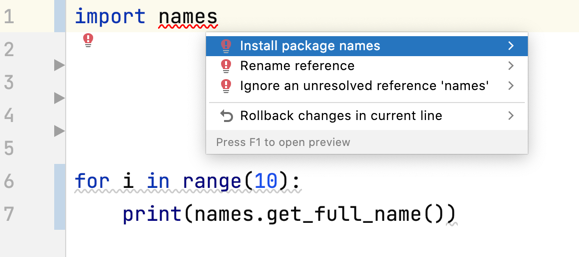 1 import names
2
Install package names
3
Rename reference
Ignore an unresolved reference 'names'
4
Rollback changes in current line
5
Press F1 to open preview
6 for i in range(10):
7 print(names.get_full_name())